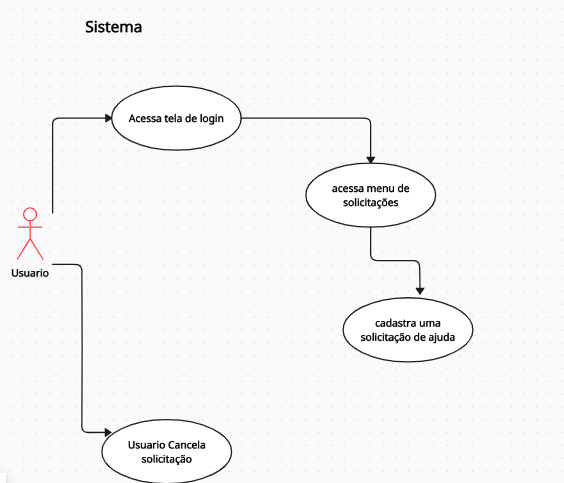 Sistema
Acessa tela de login
acessa menu de
solicitações
Usuario
cadastra uma
solicitação de ajuda
Usuario Cancela
solicitação